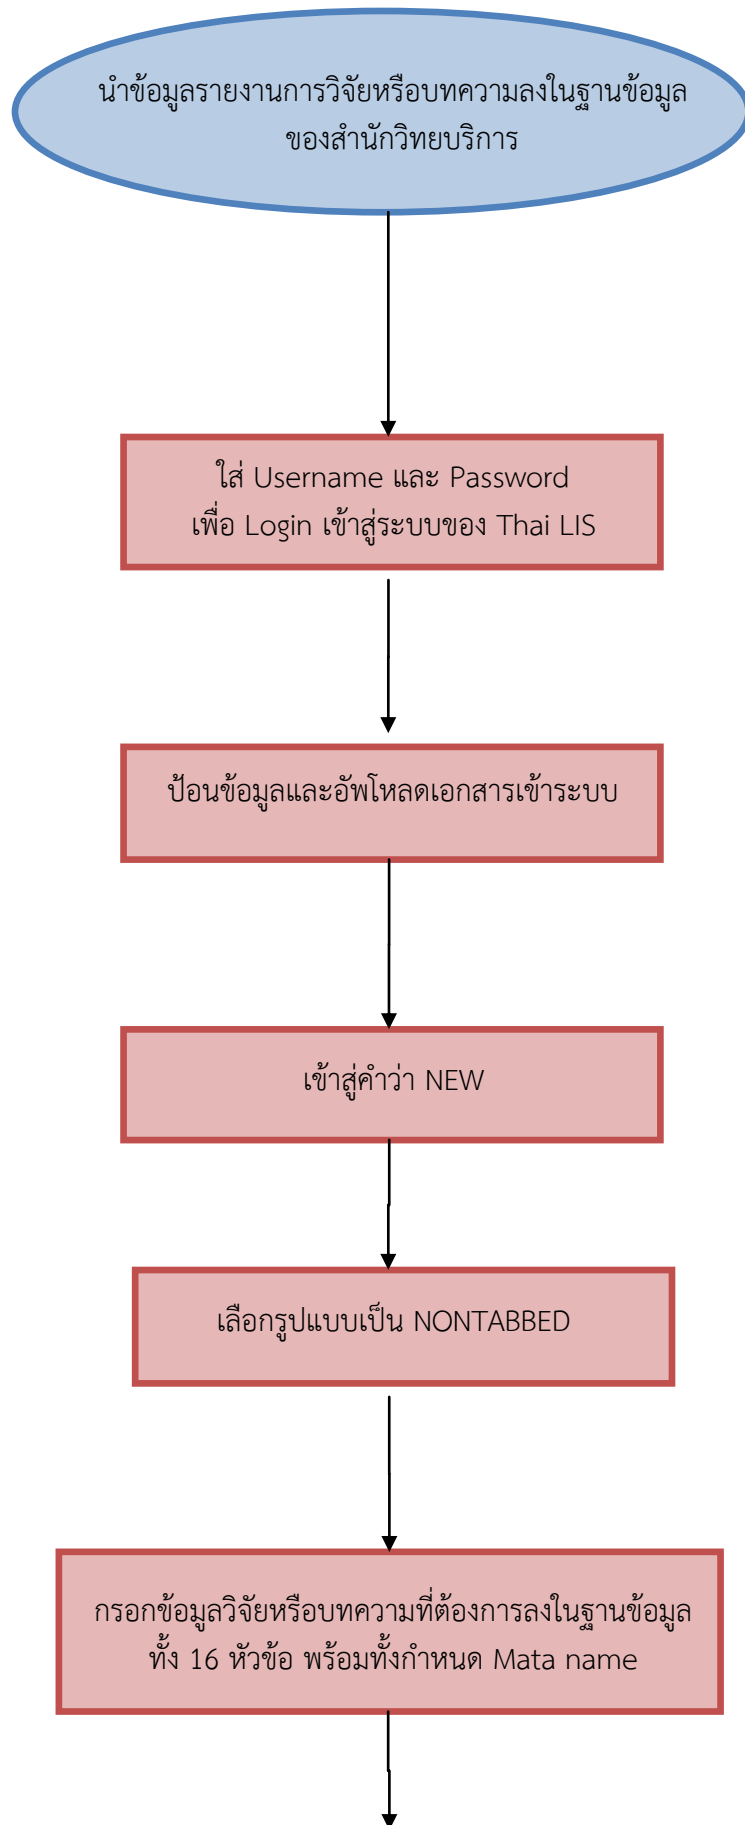 นำข้อมูลรายงานการวิจัยหรือบทความลงในฐานข้อมูล
ของสำนักวิทยบริการ
ใส่ Username และ Password
เพื่อ Login เข้าสู่ระบบของ Thai LIS
ป้อนข้อมูลและอัพโหลดเอกสารเข้าระบบ
เข้าสู่คำว่า NEW
เลือกรูปแบบเป็น NONTABBED
กรอกข้อมูลวิจัยหรือบทความที่ต้องการลงในฐานข้อมูล
ทั้ง 16 หัวข้อ พร้อมทั้งกำหนด Mata name